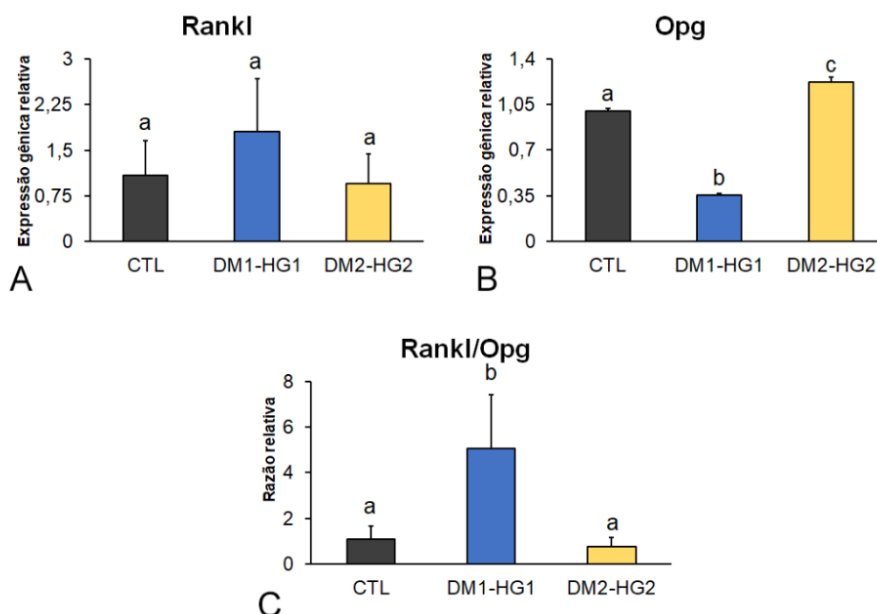 Rankl
Expressão gênica relativa
3
2,25
1,5
0,75
0
a
a
a
CTL
DM1-HG1
DM2-HG2
A
Opg
Expressão gênica relativa
1,4
1,05
0,7
0,35
0
a
b
c
CTL
DM1-HG1
DM2-HG2
B
Rankl/Opg
Razão relativa
8
6
4
2
0
a
b
a
CTL
DM1-HG1
DM2-HG2
C